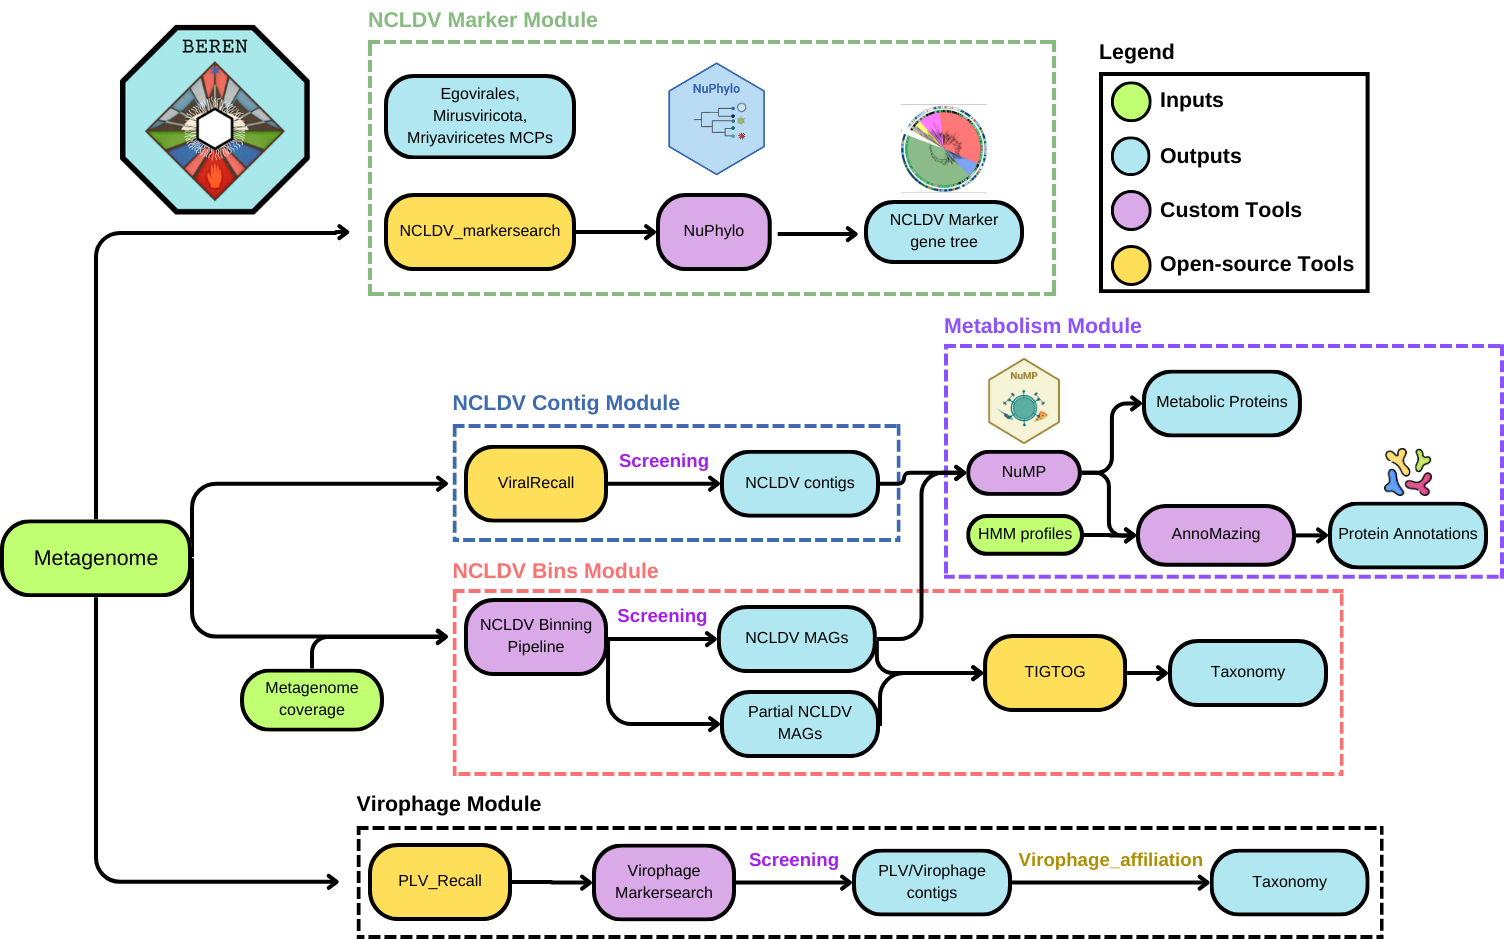 BEREN
NCLDV Marker Module
Egovirales,
Mirusviricota,
Mriyaviricetes MCPs
NuPhylo
NCLDV_markersearch
NuPhylo
NCLDV Marker
gene tree
Legend
Inputs
Outputs
Custom Tools
Open-source Tools
Metabolism Module
NuMP
Metabolic Proteins
NuMP
HMM profiles
AnnoMazing
Protein Annotations
NCLDV Contig Module
ViralRecall
Screening
NCLDV contigs
Metagenome
Metagenome
coverage
NCLDV Bins Module
NCLDV Binning
Pipeline
Screening
NCLDV MAGs
Partial NCLDV
MAGs
TIGTOG
Taxonomy
Virophage Module
PLV_Recall
Virophage
Markersearch
Screening
PLV/Virophage
contigs
Virophage_affiliation
Taxonomy